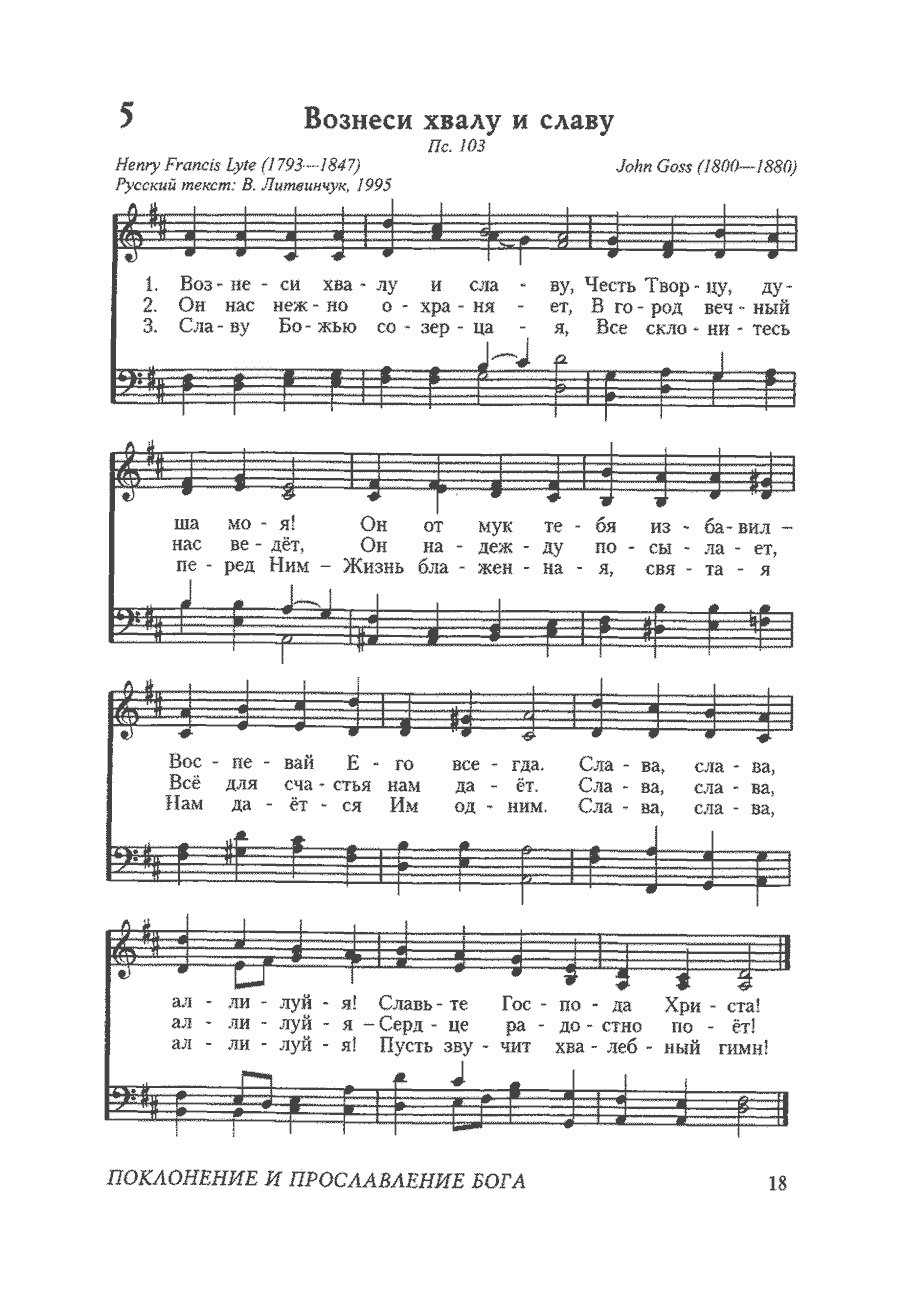 5
Вознеси хвалу и славу
Пс. 103
Henry Francis Lyte (1793—1847)
John Goss (1800—1880)
Русский текст: В. Литвинчук, 1995
1. Воз - не - си хва - лу и сла - ву, Честь Твор - цу, ду -
2. Он нас неж - но о - хра - ня - ет, В го - род веч - ный
3. Сла - ву Бо - жью со - зер - ца - я, Все скло - ни - тесь
ша мо - я! Он от мук те - бя из - ба - вил –
нас ве - дёт, Он на - деж - ду по - сы - ла - ет,
пе - ред Ним – Жизнь бла - жен - на - я, свя - та - я
Вос - пе - вай Е - го все - гда. Сла - ва, сла - ва,
Всё для сча - стья нам да - ёт. Сла - ва, сла - ва,
Нам да - ёт - ся Им од - ним. Сла - ва, сла - ва,
ал - ли - луй - я! Славь - те Гос - по - да Хри - ста!
ал - ли - луй - я – Серд - це ра - до - стно по - ёт!
ал - ли - луй - я! Пусть зву - чит хва - леб - ный гимн!
ПОКЛОНЕНИЕ И ПРОСЛАВЛЕНИЕ БОГА
18